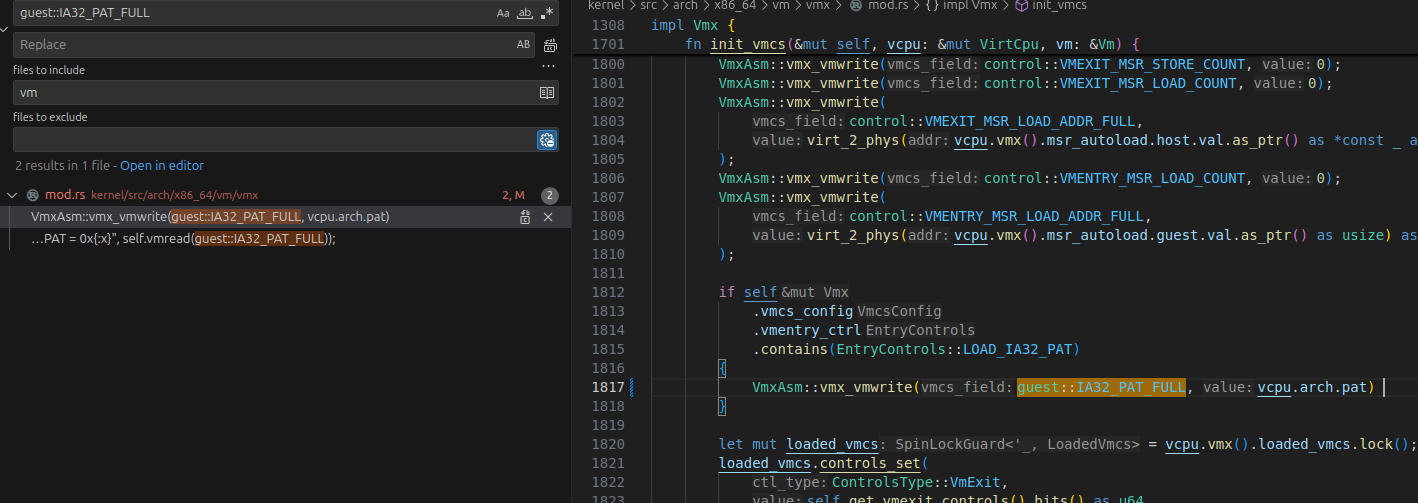 guest::IA32_PAT_FULL
Aa ab .*
Replace
AB
files to include
...
vm
files to exclude
2 results in 1 file - Open in editor
mod.rs kernel/src/arch/x86_64/vm/vmx 2, M 2
VmxAsm::vmx_vmwrite(guest::IA32_PAT_FULL, vcpu.arch.pat)
...PAT = 0x{:x}", self.vmread(guest::IA32_PAT_FULL));
kernel > src > arch > x86_64 > vm > vmx > mod.rs > {} impl Vmx > init_vmcs
1308 impl Vmx {
1701 fn init_vmcs(&mut self, vcpu: &mut VirtCpu, vm: &Vm) {
1800 VmxAsm::vmx_vmwrite(vmcs_field: control::VMEXIT_MSR_STORE_COUNT, value: 0);
1801 VmxAsm::vmx_vmwrite(vmcs_field: control::VMEXIT_MSR_LOAD_COUNT, value: 0);
1802 VmxAsm::vmx_vmwrite(
1803 vmcs_field: control::VMEXIT_MSR_LOAD_ADDR_FULL,
1804 value: virt_2_phys(addr: vcpu.vmx().msr_autoload.host.val.as_ptr() as *const _ a
1805 );
1806 VmxAsm::vmx_vmwrite(vmcs_field: control::VMENTRY_MSR_LOAD_COUNT, value: 0);
1807 VmxAsm::vmx_vmwrite(
1808 vmcs_field: control::VMENTRY_MSR_LOAD_ADDR_FULL,
1809 value: virt_2_phys(addr: vcpu.vmx().msr_autoload.guest.val.as_ptr() as usize) as
1810 );
1811
1812 if self &mut Vmx
1813 .vmcs_config VmcsConfig
1814 .vmentry_ctrl EntryControls
1815 .contains(EntryControls::LOAD_IA32_PAT)
1816 {
1817 VmxAsm::vmx_vmwrite(vmcs_field: guest::IA32_PAT_FULL, value: vcpu.arch.pat)
1818 }
1819
1820 let mut loaded_vmcs: SpinLockGuard<'_, LoadedVmcs> = vcpu.vmx().loaded_vmcs.lock();
1821 loaded_vmcs.controls_set(
1822 ctl_type: ControlsType::VmExit,
1823 value: self.get_vmexit_controls().bits() as u64